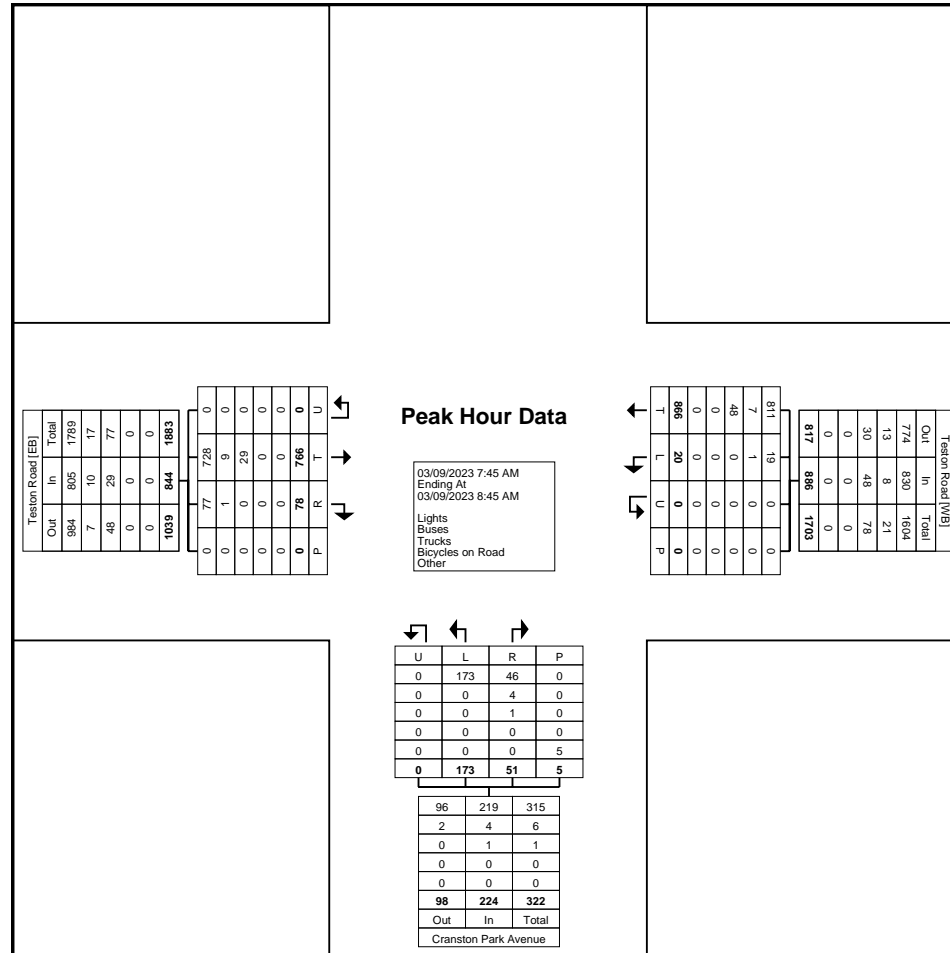 Peak Hour Data
03/09/2023 7:45 AM
Ending At
03/09/2023 8:45 AM
Lights
Buses
Trucks
Bicycles on Road
Other
Teston Road [EB]
Total 1789 17 77 0 0 1883
In 805 10 29 0 0 844
Out 984 7 48 0 0 1039
0 0 0 0 0 0 U
728 9 29 0 0 766 T
77 1 0 0 0 78 R
0 0 0 0 0 0 P
T 866 0 0 48 7 811
L 20 0 0 0 1 19
U 0 0 0 0 0 0
P 0 0 0 0 0 0
817 0 0 30 13 774 Out
886 0 0 48 8 830 In
1703 0 0 78 21 1604 Total
Teston Road [WB]
U L R P
0 173 46 0
0 0 4 0
0 0 1 0
0 0 0 0
0 0 0 5
0 173 51 5
96 219 315
2 4 6
0 1 1
0 0 0
0 0 0
98 224 322
Out In Total
Cranston Park Avenue